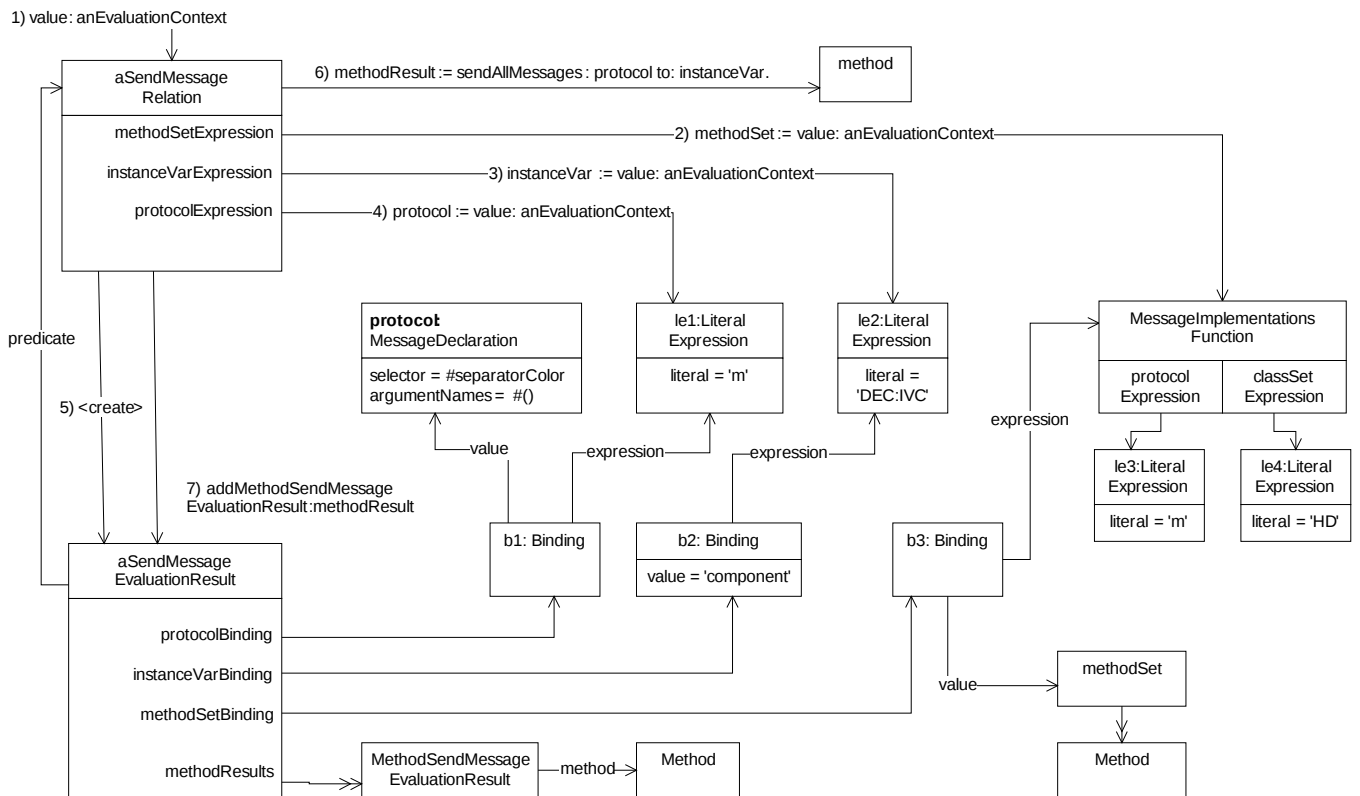 1) value: anEvaluationContext
aSendMessage
Relation
6) methodResult := sendAllMessages: protocol to: instanceVar.
method
methodSetExpression
2) methodSet := value: anEvaluationContext
instanceVarExpression
3) instanceVar := value: anEvaluationContext
protocolExpression
4) protocol := value: anEvaluationContext
predicate
5) <create>
protocol:
MessageDeclaration
selector = #separatorColor
argumentNames = #()
le1:Literal
Expression
literal = 'm'
le2:Literal
Expression
literal =
'DEC:IVC'
MessageImplementations
Function
protocol
Expression
classSet
Expression
expression
value
expression
expression
le3:Literal
Expression
literal = 'm'
le4:Literal
Expression
literal = 'HD'
7) addMethodSendMessage
EvaluationResult:methodResult
b1: Binding
b2: Binding
value = 'component'
b3: Binding
aSendMessage
EvaluationResult
protocolBinding
instanceVarBinding
methodSetBinding
methodResults
value
methodSet
MethodSendMessage
EvaluationResult
method
Method
Method